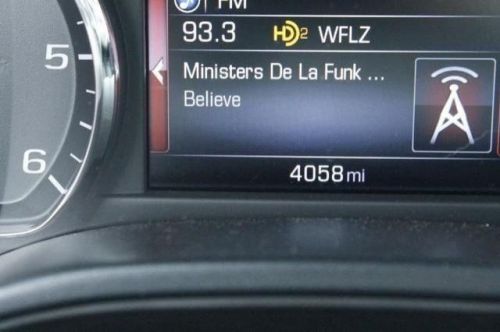 FM
93.3 HD2 WFLZ
Ministers De La Funk ...
Believe
4058 mi
5
6